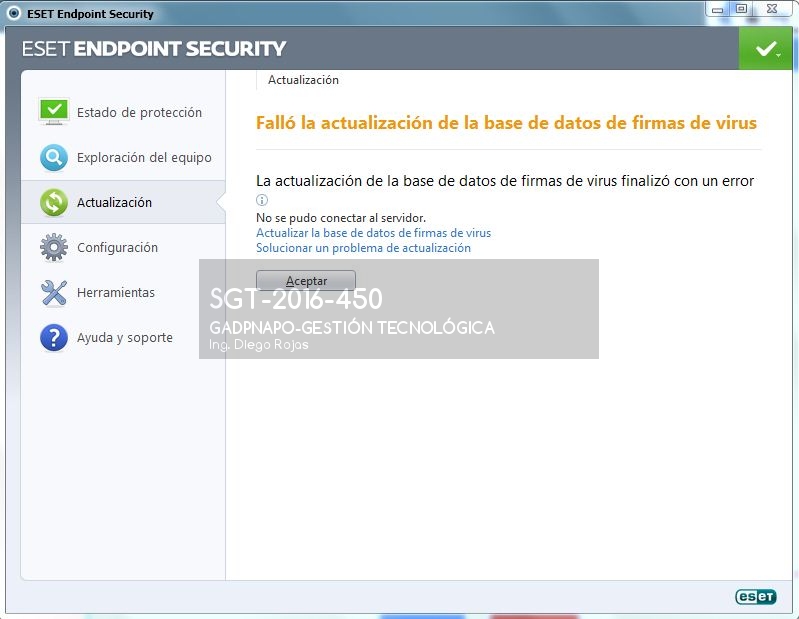 ESET Endpoint Security
ESET ENDPOINT SECURITY
Estado de protección
Exploración del equipo
Actualización
Configuración
Herramientas
Ayuda y soporte
Actualización
Falló la actualización de la base de datos de firmas de virus
La actualización de la base de datos de firmas de virus finalizó con un error
No se pudo conectar al servidor.
Actualizar la base de datos de firmas de virus
Solucionar un problema de actualización
Aceptar
SGT-2016-450
GADPNAPO-GESTIÓN TECNOLÓGICA
Ing. Diego Rojas
eseT